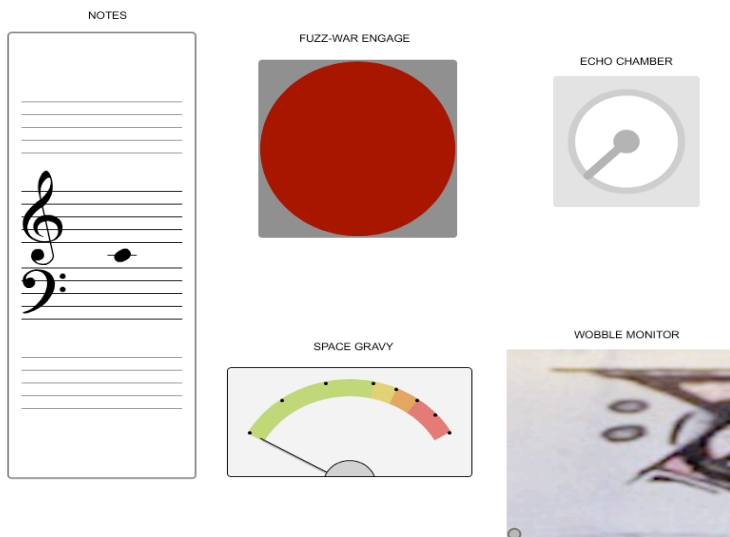 NOTES
FUZZ-WAR ENGAGE
ECHO CHAMBER
SPACE GRAVY
WOBBLE MONITOR